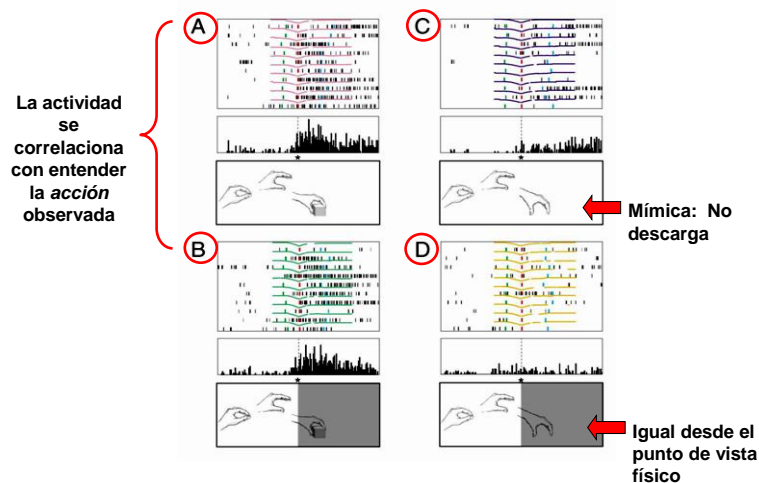 A
C
La actividad
se
correlaciona
con entender
la acción
observada
Mímica: No
descarga
B
D
Igual desde el
punto de vista
físico